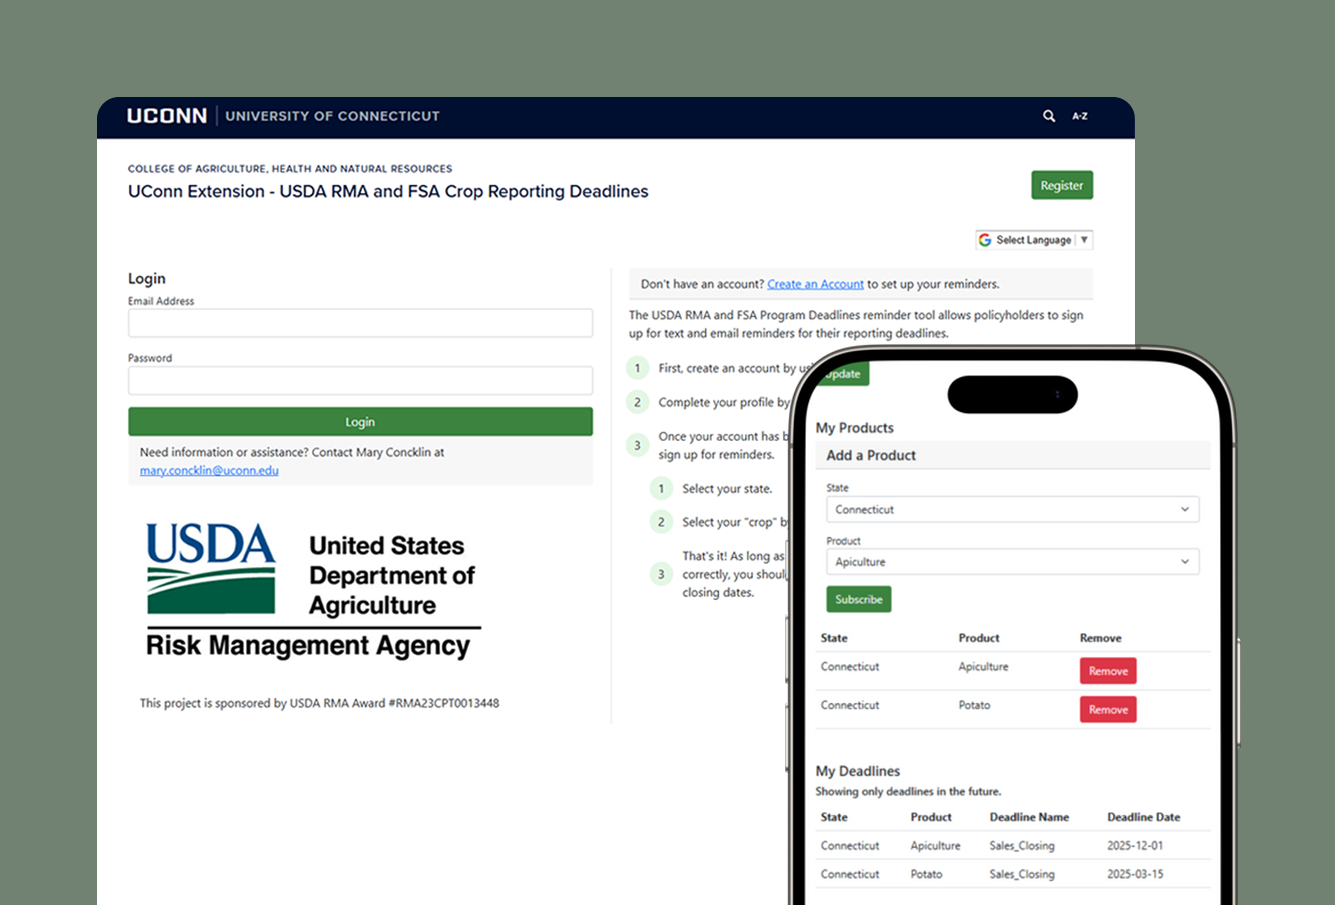 UCONN UNIVERSITY OF CONNECTICUT
A-Z
COLLEGE OF AGRICULTURE, HEALTH AND NATURAL RESOURCES
UConn Extension - USDA RMA and FSA Crop Reporting Deadlines
Register
Select Language
Login
Email Address
Password
Login
Need information or assistance? Contact Mary Concklin at
mary.concklin@uconn.edu
USDA
United States
Department of
Agriculture
Risk Management Agency
This project is sponsored by USDA RMA Award #RMA23CPT0013448
Don't have an account? Create an Account to set up your reminders.
The USDA RMA and FSA Program Deadlines reminder tool allows policyholders to sign
up for text and email reminders for their reporting deadlines.
1 First, create an account by
2 Complete your profile by
3 Once your account has
sign up for reminders.
1 Select your state.
2 Select your "crop"
3 That's it! As long as
correctly, you
closing dates.
Update
My Products
Add a Product
State
Connecticut
Product
Apiculture
Subscribe
State Product Remove
Connecticut Apiculture Remove
Connecticut Potato Remove
My Deadlines
Showing only deadlines in the future.
State Product Deadline Name Deadline Date
Connecticut Apiculture Sales_Closing 2025-12-01
Connecticut Potato Sales_Closing 2025-03-15